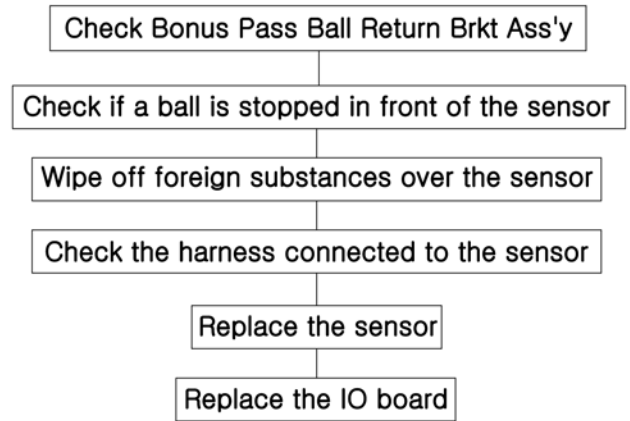 Check Bonus Pass Ball Return Brkt Ass'y
Check if a ball is stopped in front of the sensor
Wipe off foreign substances over the sensor
Check the harness connected to the sensor
Replace the sensor
Replace the IO board